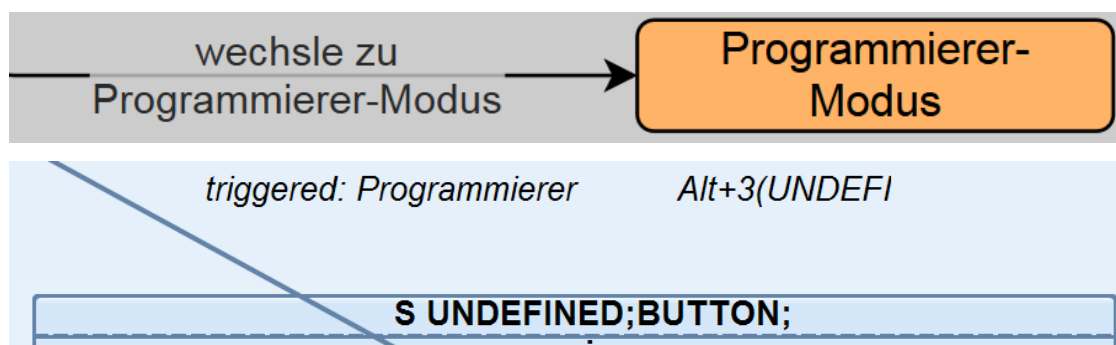 wechsle zu
Programmierer-Modus
Programmierer-
Modus
triggered: Programmierer Alt+3(UNDEFI
S UNDEFINED;BUTTON;